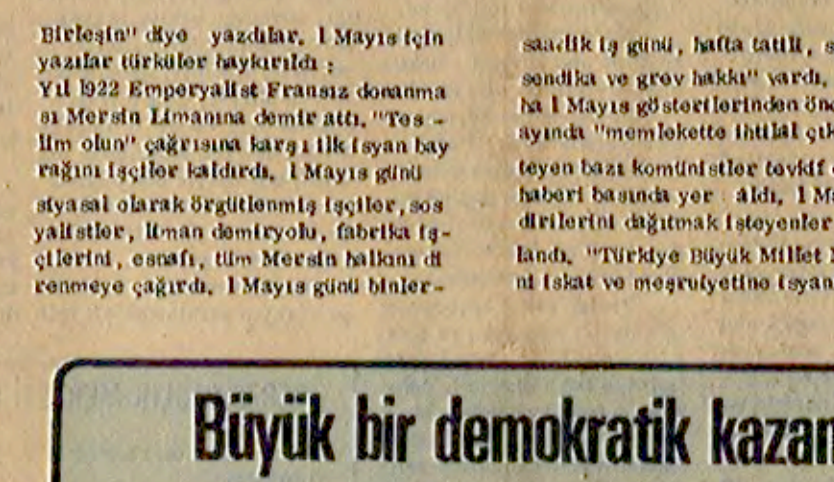 Birleşin" diye yazdılar. 1 Mayıs için
yazılar türküler haykırıldı :
Yıl 1922 Emperyalist Fransız donanma
sı Mersin Limanına demir attı. "Tes -
lim olun" çağrısına karşı ilk isyan bay
rağını işçiler kaldırdı. 1 Mayıs günü
siyasal olarak örgütlenmiş işçiler, sos
yalistler, liman demiryolu, fabrika iş-
çilerini, esnafı, tüm Mersin halkını di
renmeye çağırdı. 1 Mayıs günü binler-
saatlik iş günü, hafta tatili, s
sendika ve grev hakkı" vardı.
ha 1 Mayıs gösterilerinden ön
ayında "memlekette ihtilal çık
teyen bazı komünistler tevkif
haberi basında yer aldı. 1 Ma
dirilerini dağıtmak isteyenler
landı. "Türkiye Büyük Millet
ni iskat ve meşruiyetine isyan
Büyük bir demokratik kazan